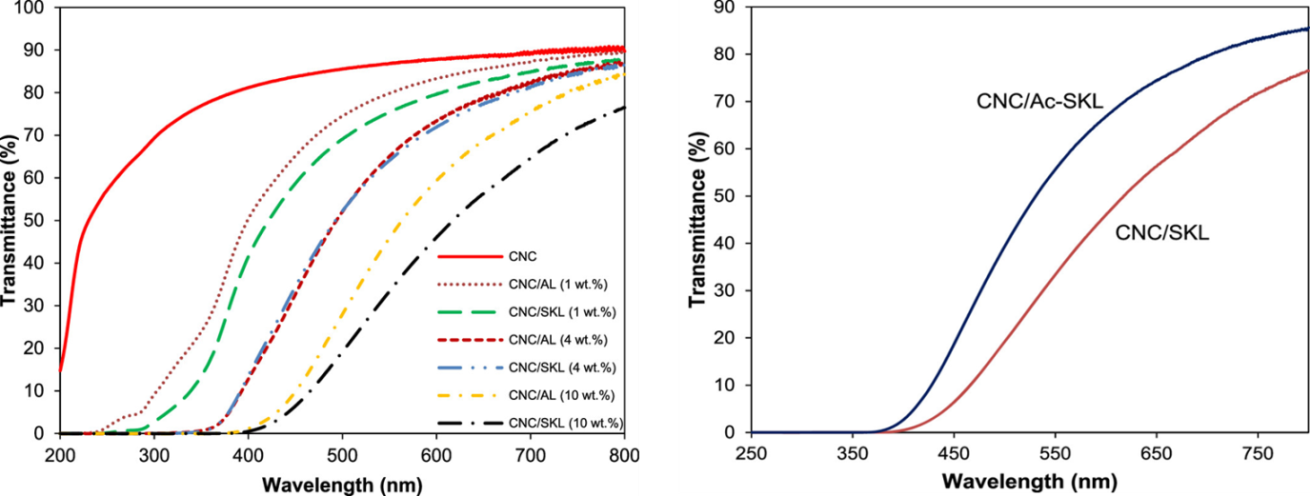 100
90
80
70
60
50
40
30
20
10
0
Transmittance (%)
200 300 400 500 600 700 800
Wavelength (nm)
CNC
CNC/AL (1 wt.%)
CNC/SKL (1 wt.%)
CNC/AL (4 wt.%)
CNC/SKL (4 wt.%)
CNC/AL (10 wt.%)
CNC/SKL (10 wt.%)
90
80
70
60
50
40
30
20
10
0
Transmittance (%)
CNC/Ac-SKL
CNC/SKL
250 350 450 550 650 750
Wavelength (nm)